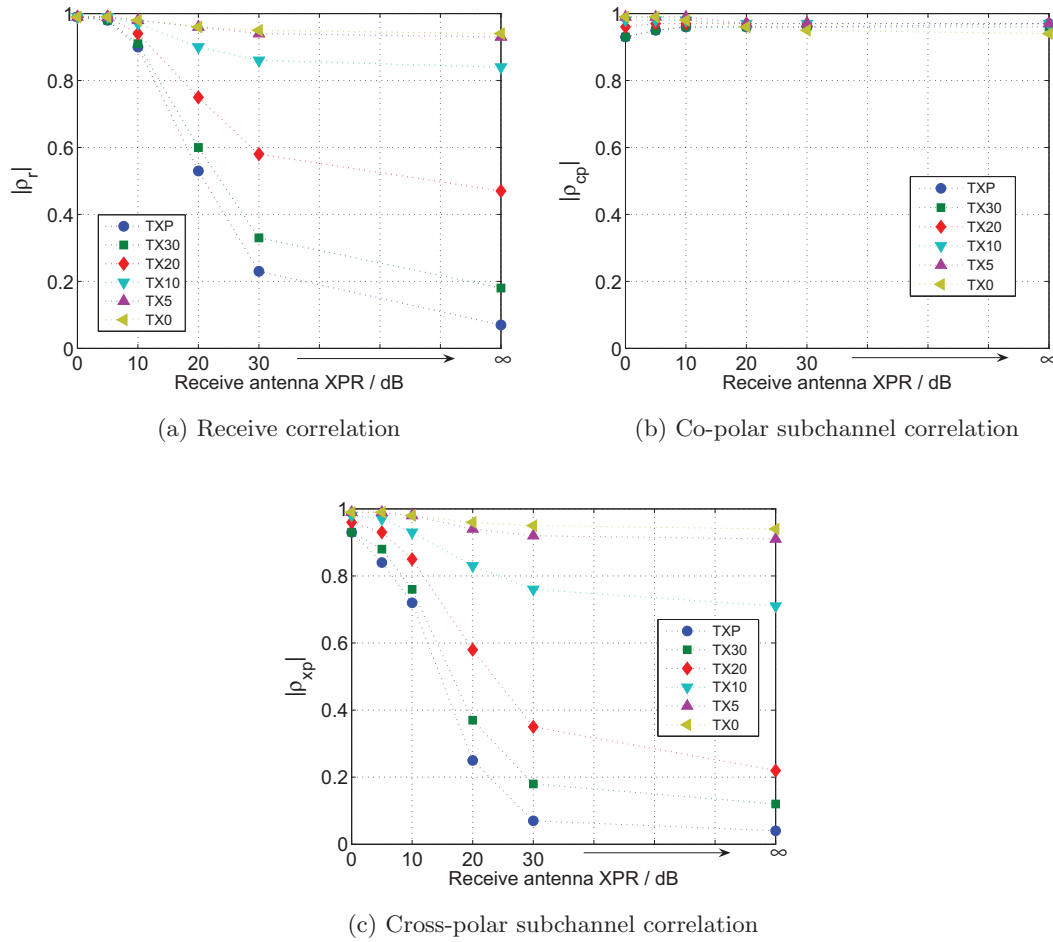 1
0.8
0.6
0.4
0.2
0
|ρr|
TXP
TX30
TX20
TX10
TX5
TX0
0 10 20 30 ∞
Receive antenna XPR / dB
(a) Receive correlation
1
0.8
0.6
0.4
0.2
0
|ρcp|
TXP
TX30
TX20
TX10
TX5
TX0
0 10 20 30 ∞
Receive antenna XPR / dB
(b) Co-polar subchannel correlation
1
0.8
0.6
0.4
0.2
0
|ρxp|
TXP
TX30
TX20
TX10
TX5
TX0
0 10 20 30 ∞
Receive antenna XPR / dB
(c) Cross-polar subchannel correlation